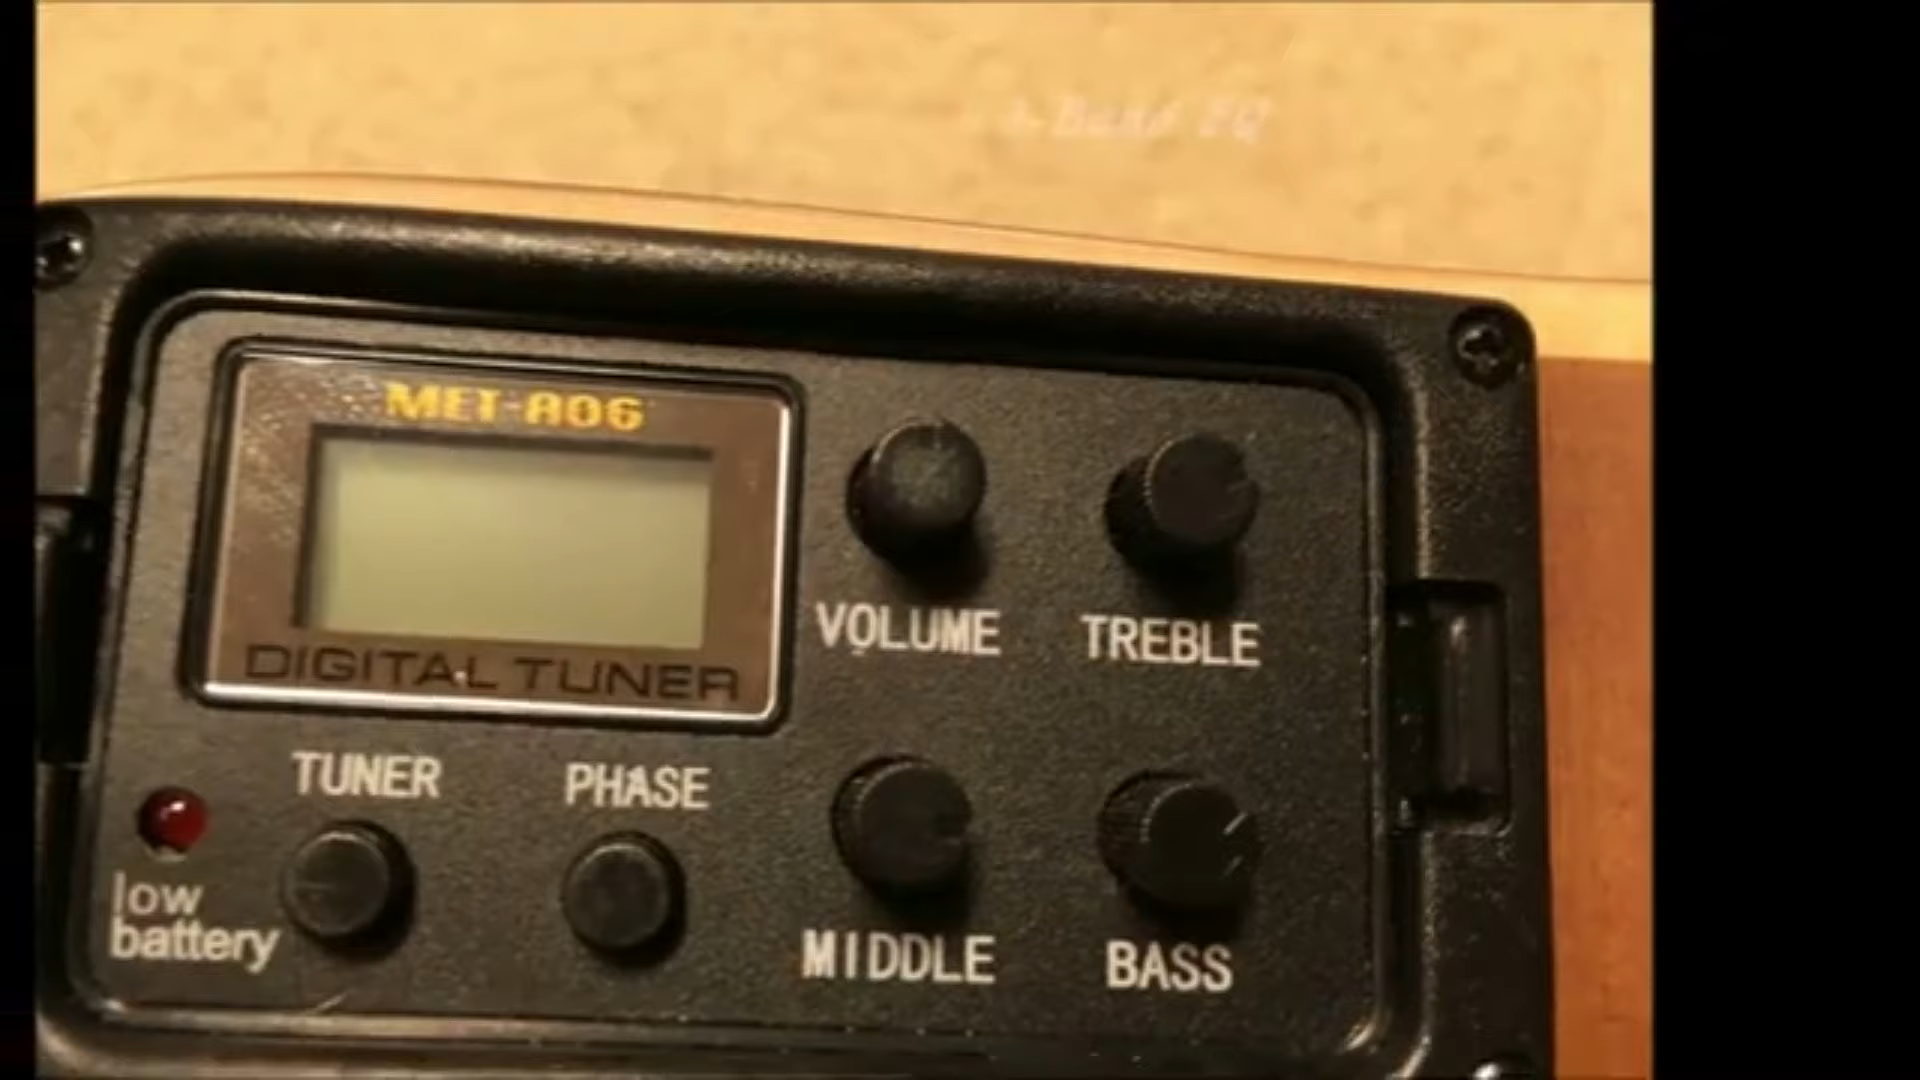 MET-A06
DIGITAL TUNER
VOLUME
TREBLE
TUNER
PHASE
low
battery
MIDDLE
BASS